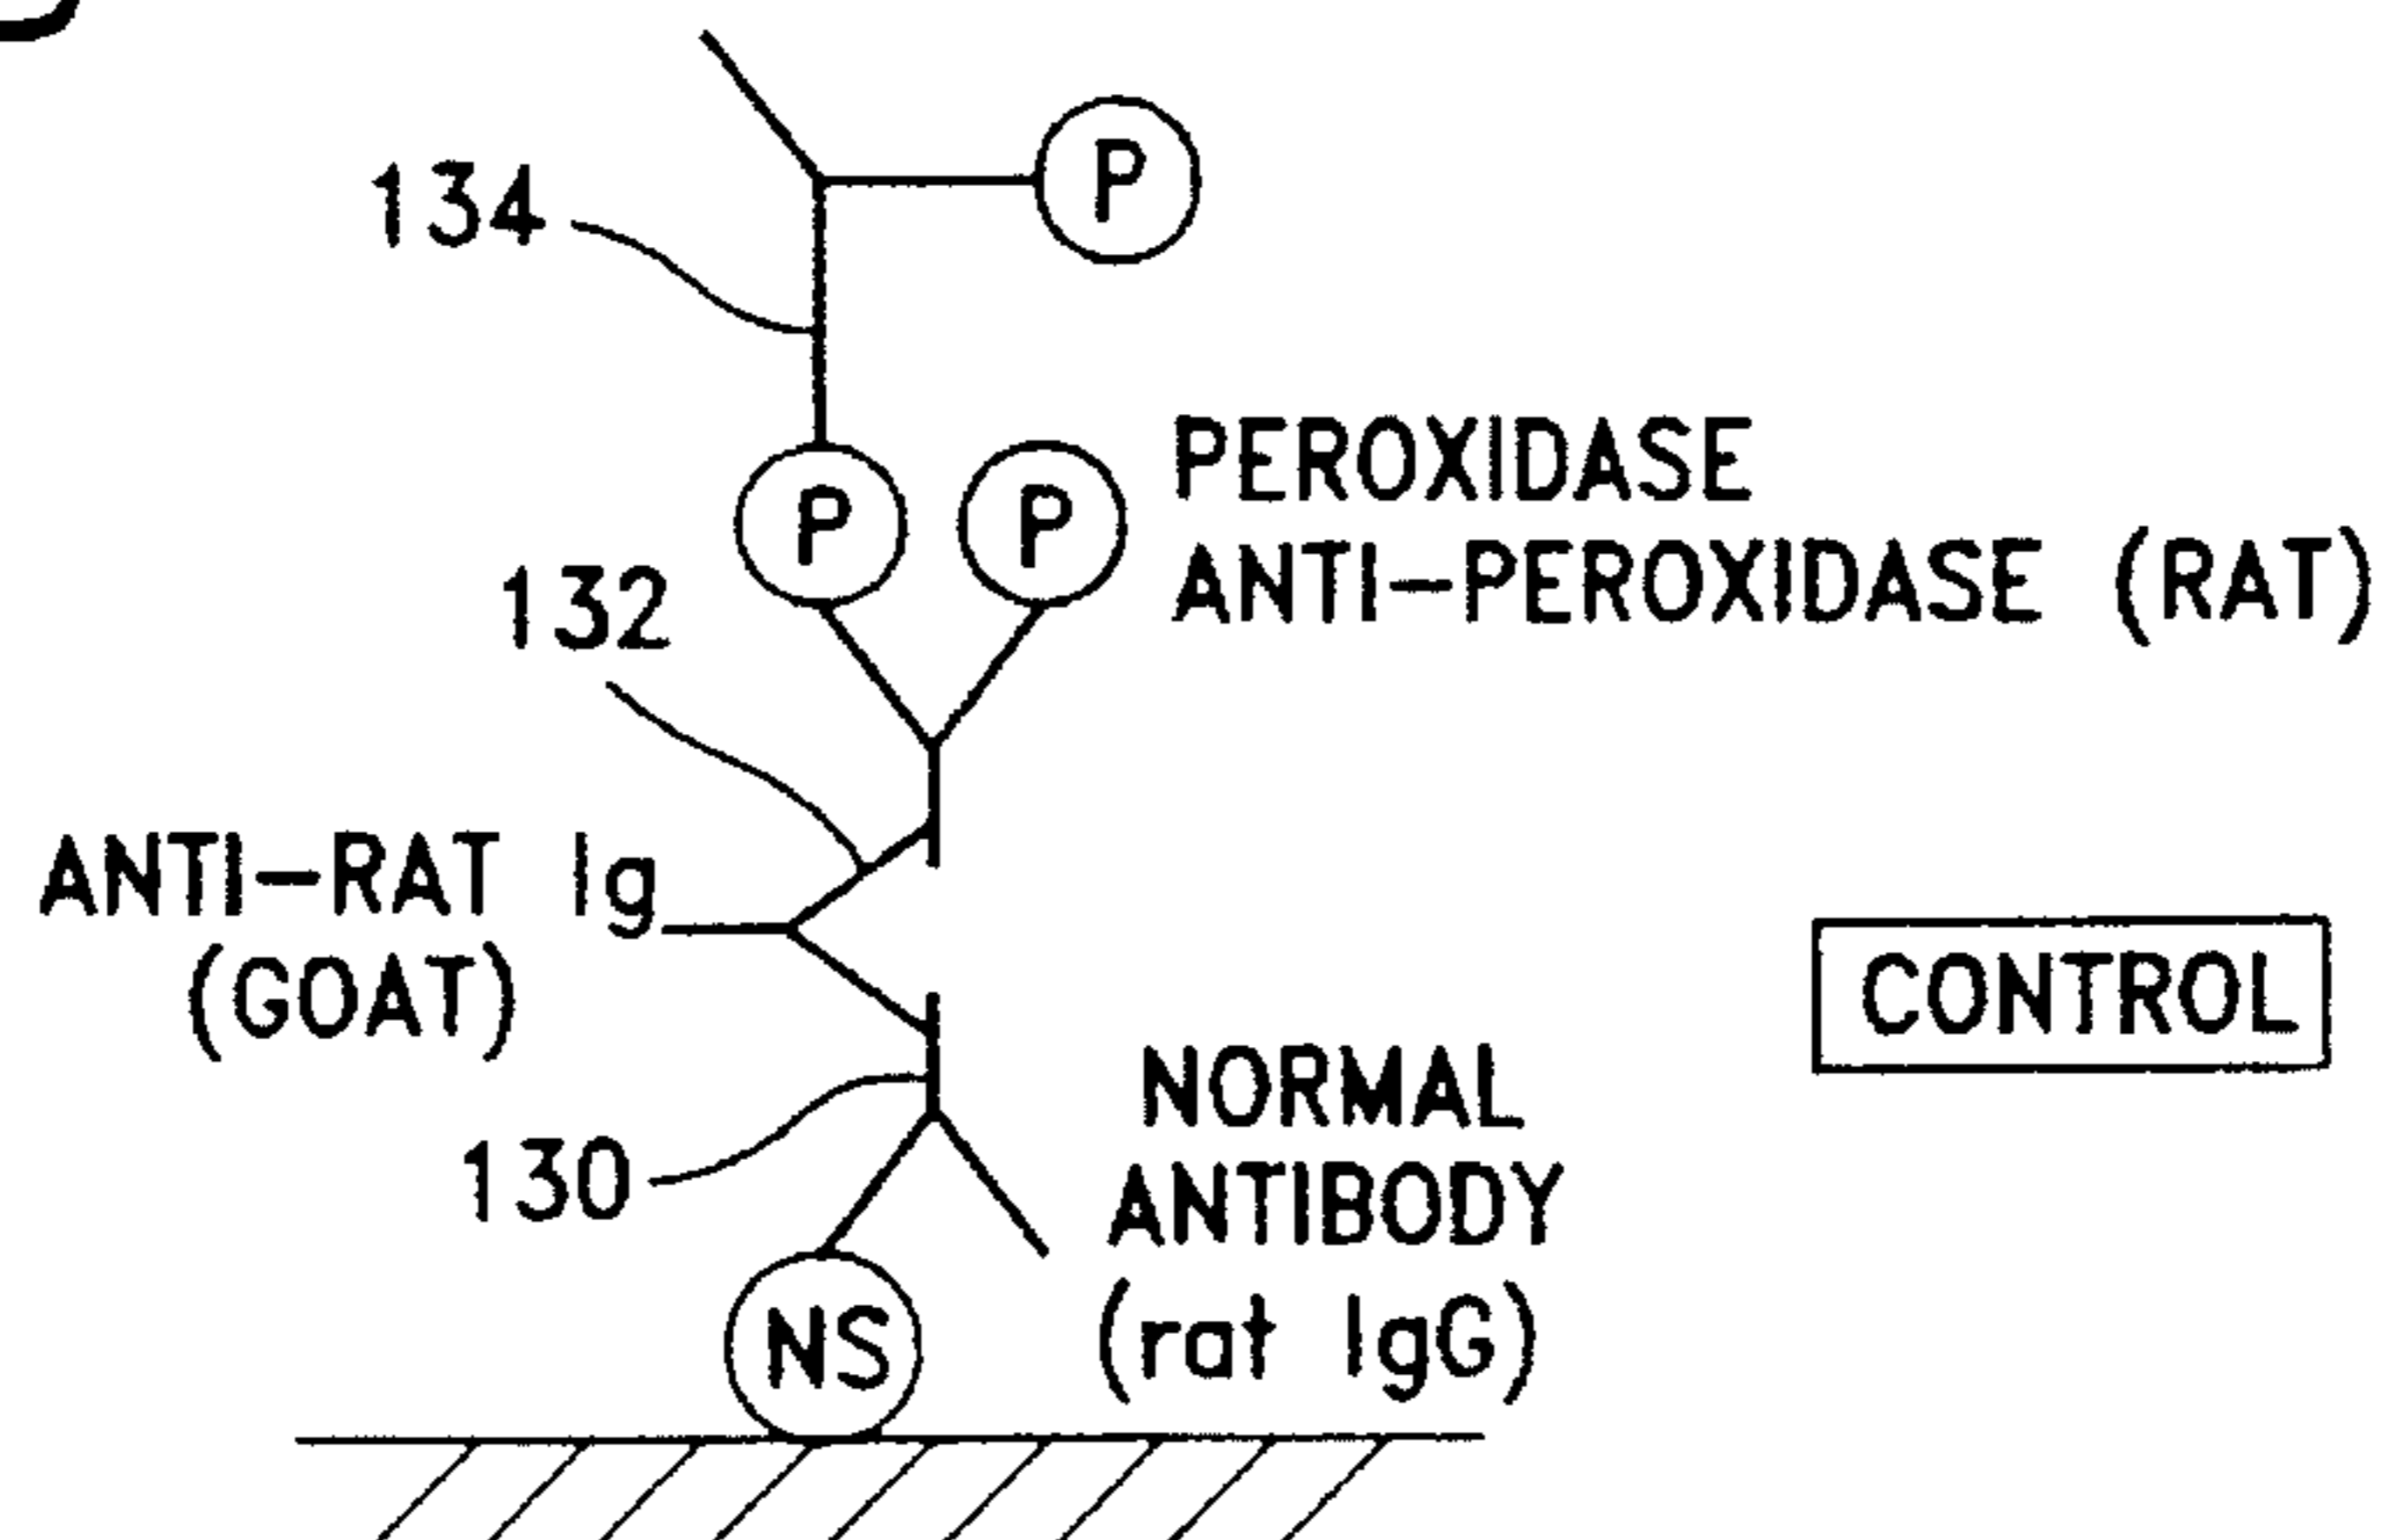 134
P
P
P
PEROXIDASE
ANTI-PEROXIDASE (RAT)
132
ANTI-RAT Ig
(GOAT)
CONTROL
NORMAL
ANTIBODY
(rat IgG)
130
NS